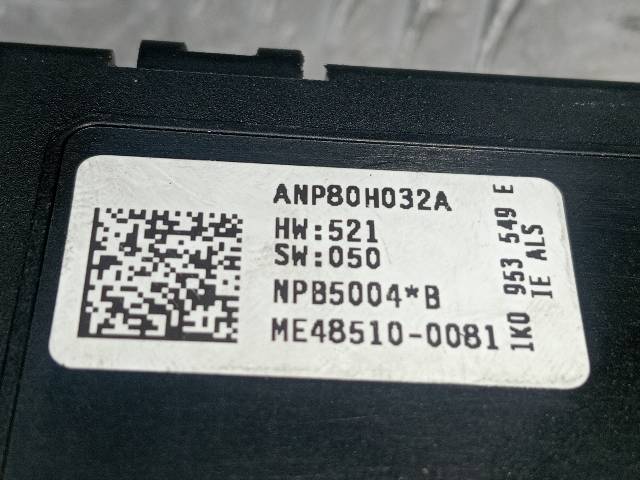 ANP80H032A
HW:521
SW:050
NPB5004*B
ME48510-0081
1K0 953 549 E
IE ALS